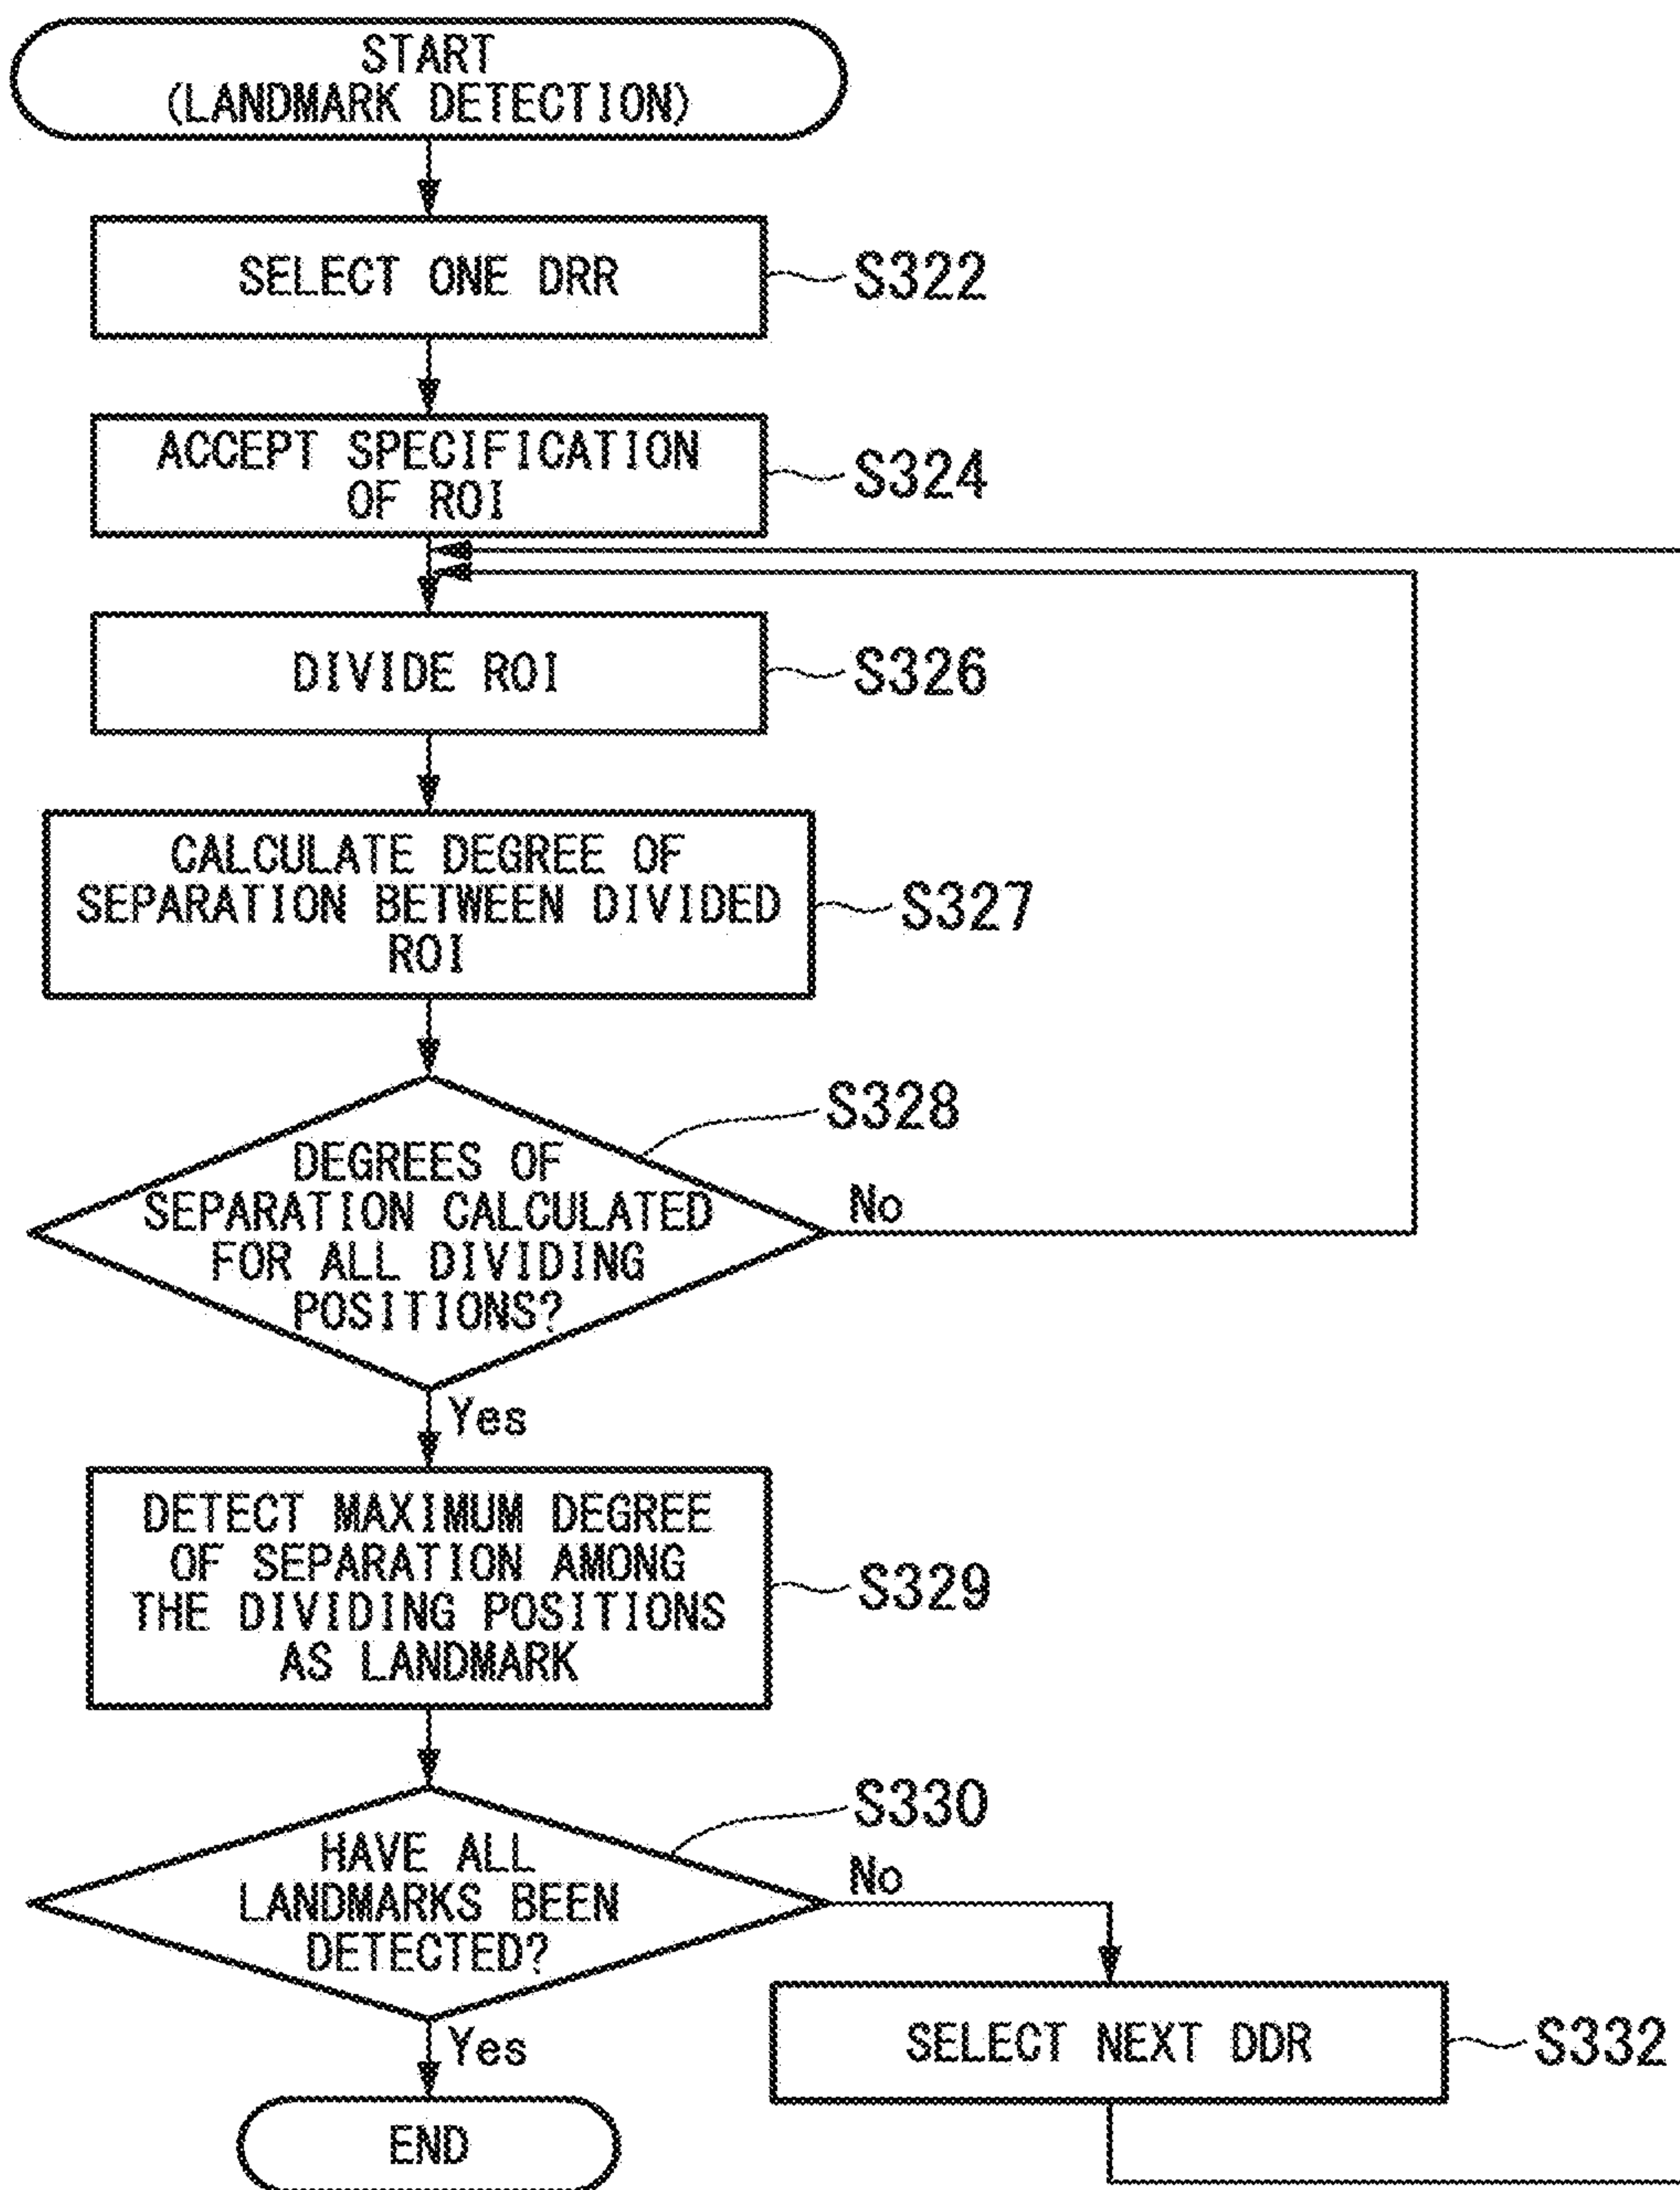 START
(LANDMARK DETECTION)
SELECT ONE DRR
S322
ACCEPT SPECIFICATION
OF ROI
S324
DIVIDE ROI
S326
CALCULATE DEGREE OF
SEPARATION BETWEEN DIVIDED
ROI
S327
S328
DEGREES OF
SEPARATION CALCULATED
FOR ALL DIVIDING
POSITIONS?
No
Yes
DETECT MAXIMUM DEGREE
OF SEPARATION AMONG
THE DIVIDING POSITIONS
AS LANDMARK
S329
S330
HAVE ALL
LANDMARKS BEEN
DETECTED?
No
Yes
SELECT NEXT DDR
S332
END